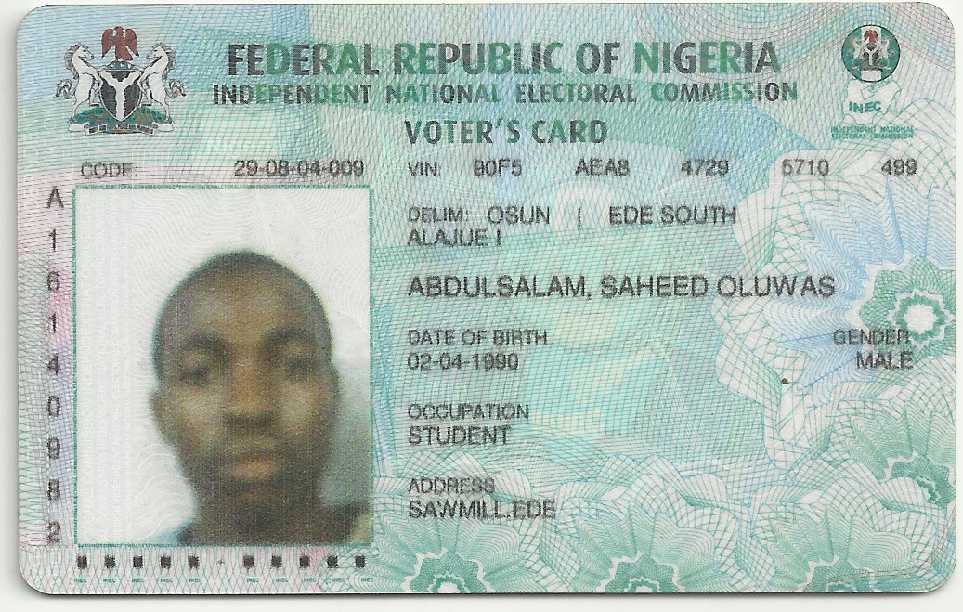 FEDERAL REPUBLIC OF NIGERIA
INDEPENDENT NATIONAL ELECTORAL COMMISSION
VOTER'S CARD
INEC
INDEPENDENT NATIONAL
ELECTORAL COMMISSION
CODE: 29-08-04-009 VIN: 90F5 AEA8 4729 5710 499
DELIM: OSUN | EDE SOUTH
ALAJUE I
ABDULSALAM, SAHEED OLUWAS
DATE OF BIRTH
02-04-1990
GENDER
MALE
OCCUPATION
STUDENT
ADDRESS
SAWMILL.EDE
A
1
6
1
4
0
9
8
2